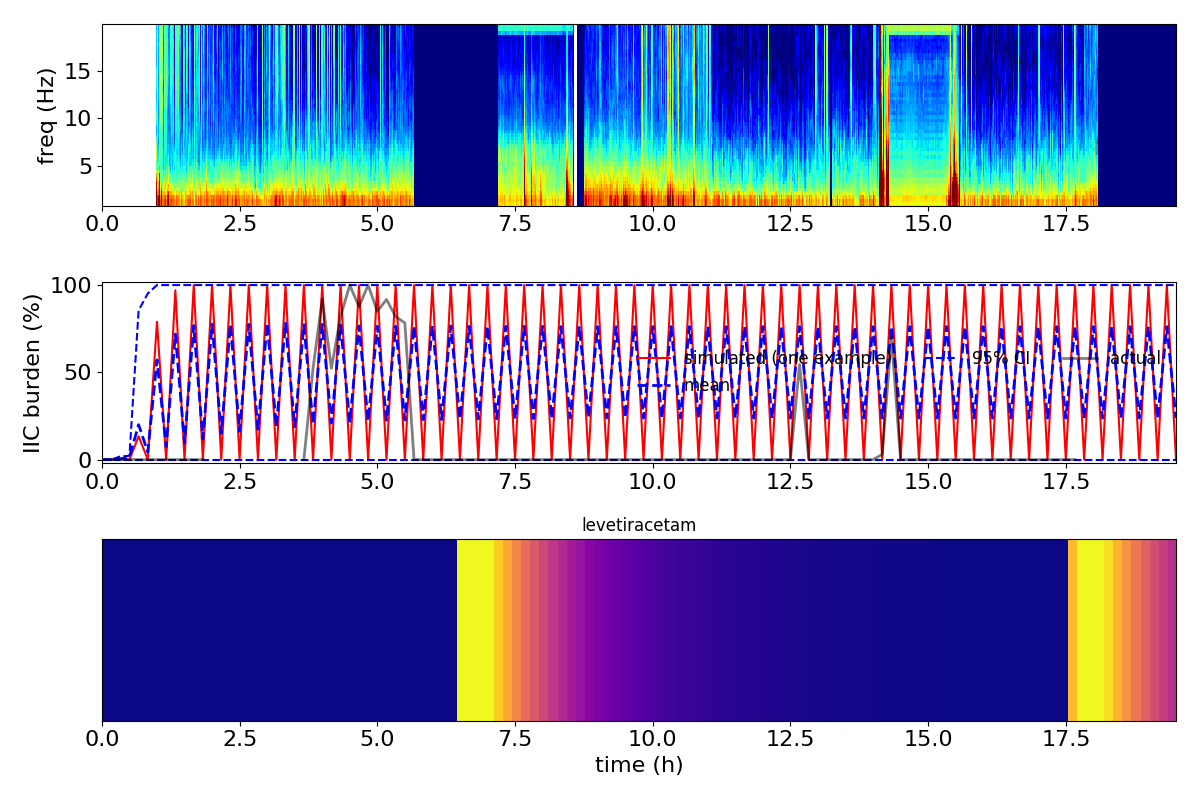 freq (Hz)
15
10
5
0.0 2.5 5.0 7.5 10.0 12.5 15.0 17.5
IIC burden (%)
100
50
0
simulated (one example) 95% CI actual
mean
0.0 2.5 5.0 7.5 10.0 12.5 15.0 17.5
levetiracetam
0.0 2.5 5.0 7.5 10.0 12.5 15.0 17.5
time (h)